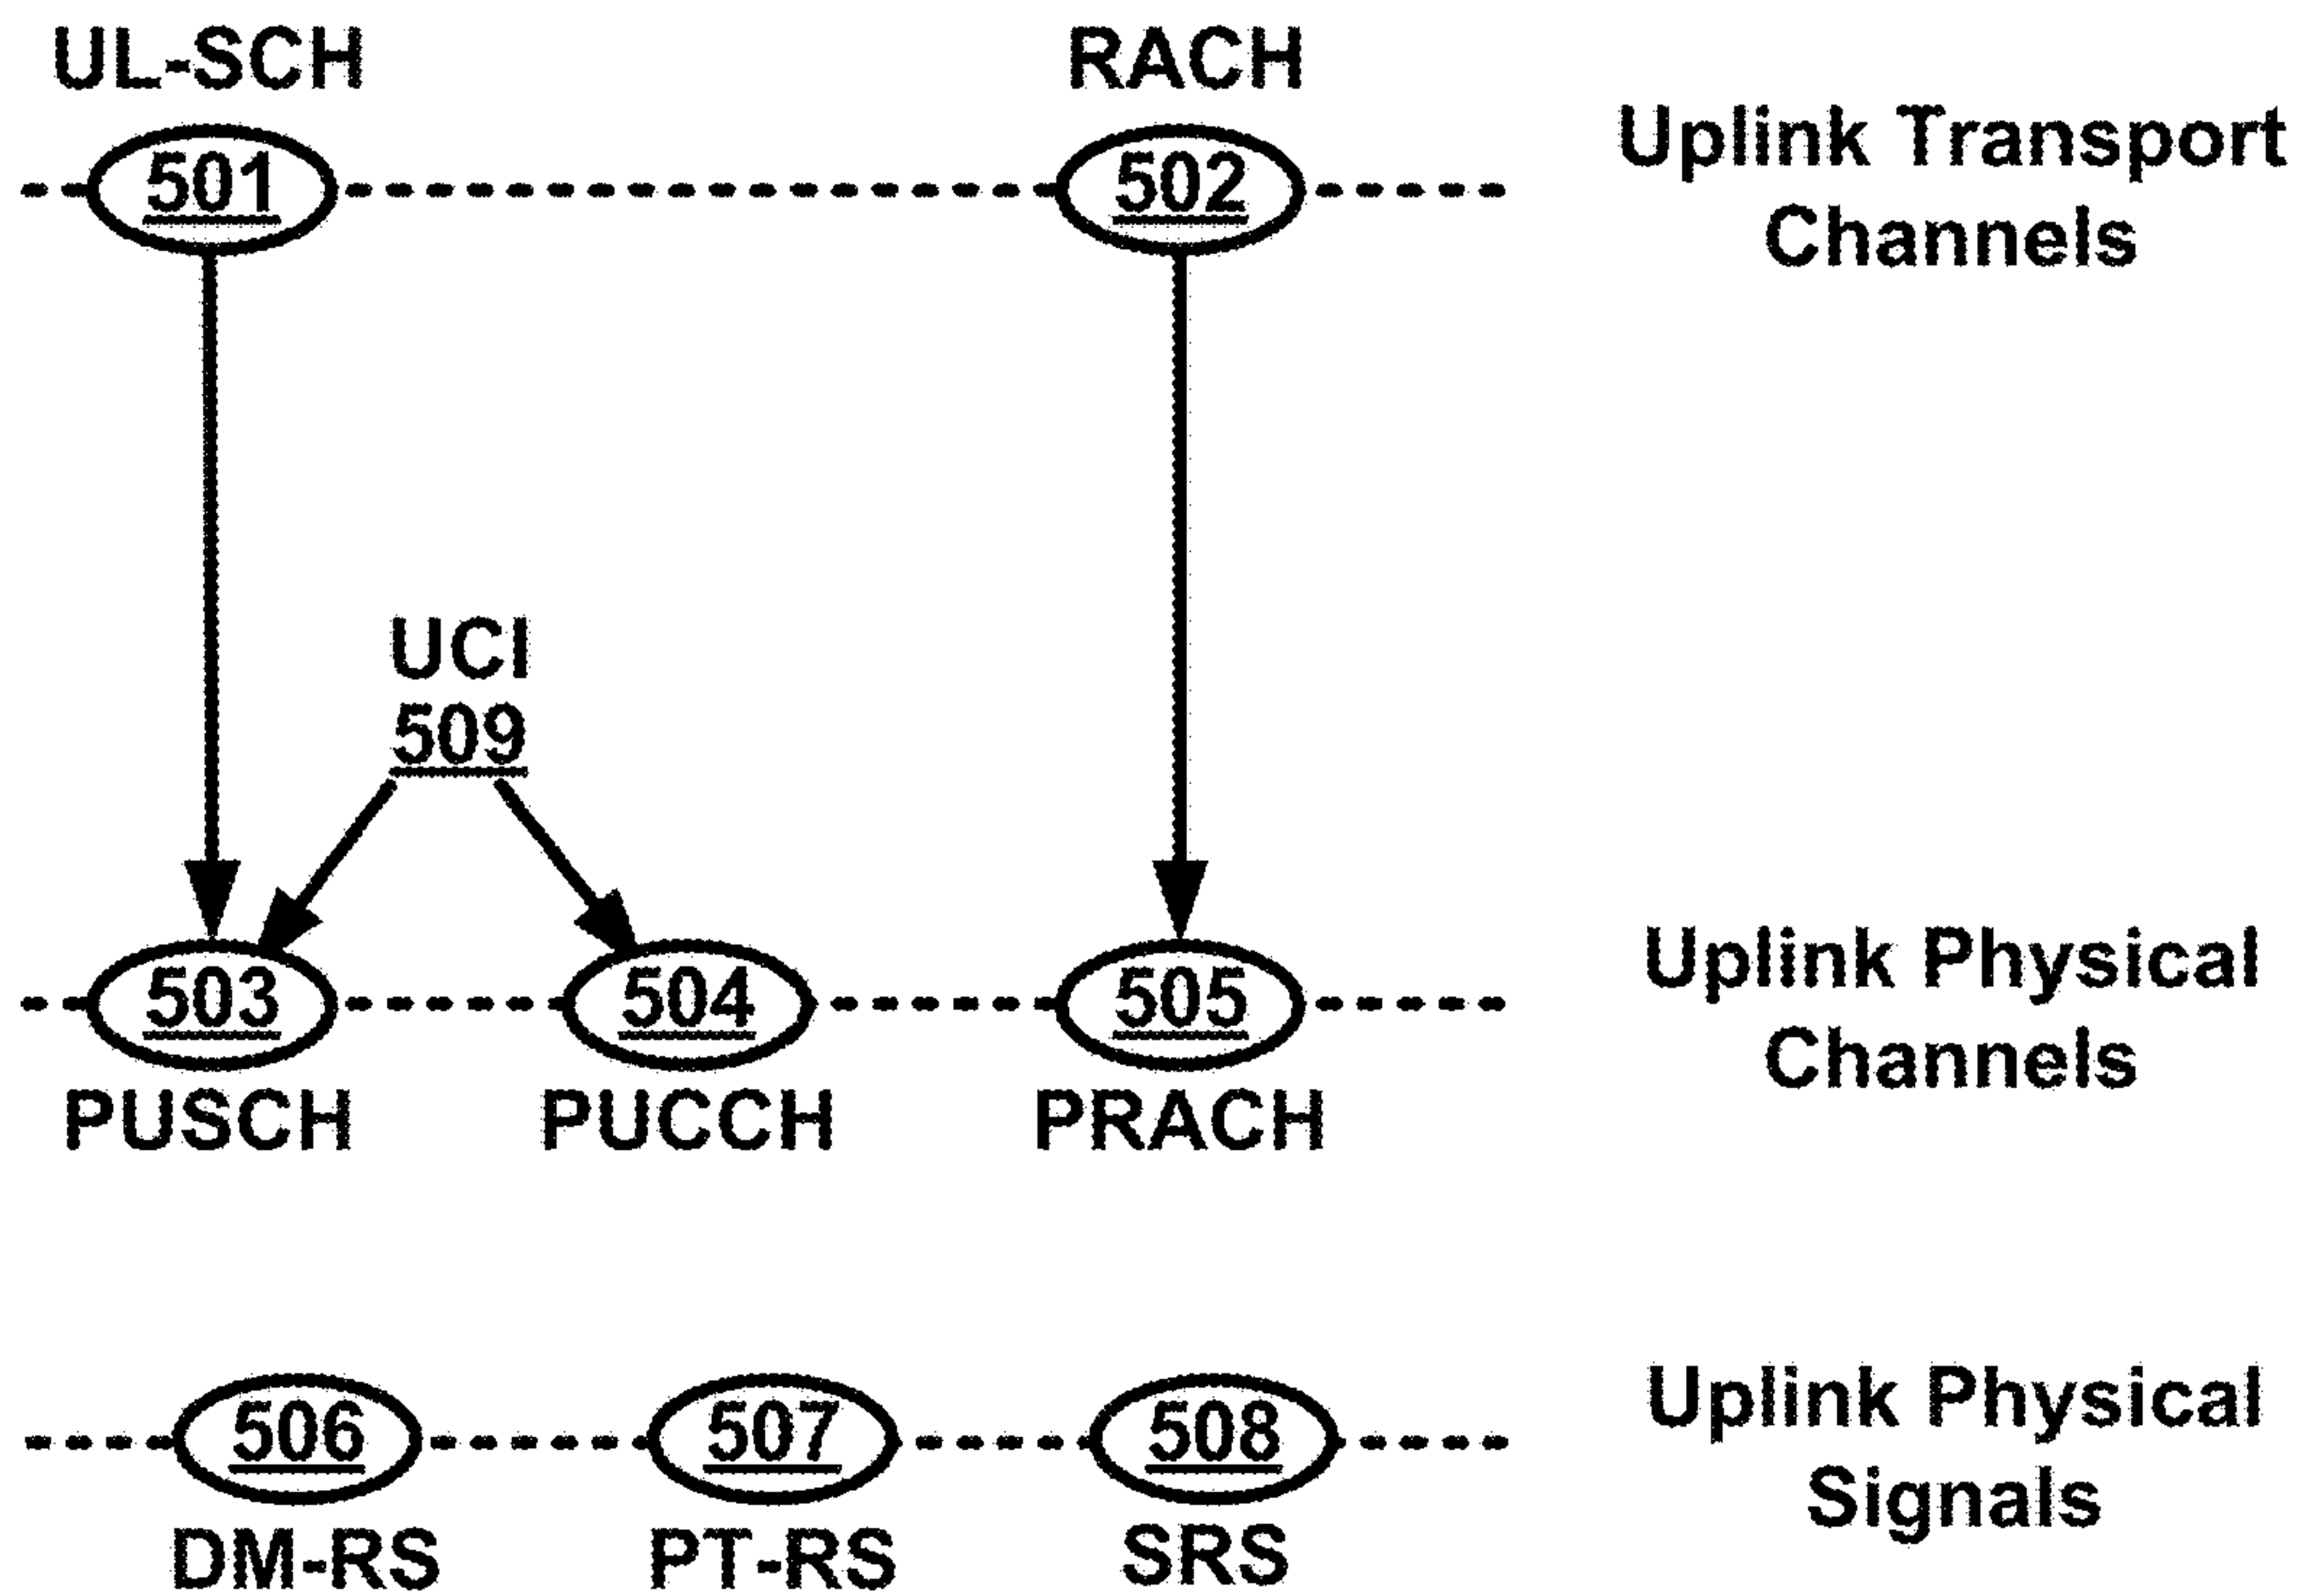 UL-SCH
RACH
501
502
Uplink Transport
Channels
UCI
509
503
504
505
Uplink Physical
Channels
PUSCH
PUCCH
PRACH
506
507
508
Uplink Physical
Signals
DM-RS
PT-RS
SRS